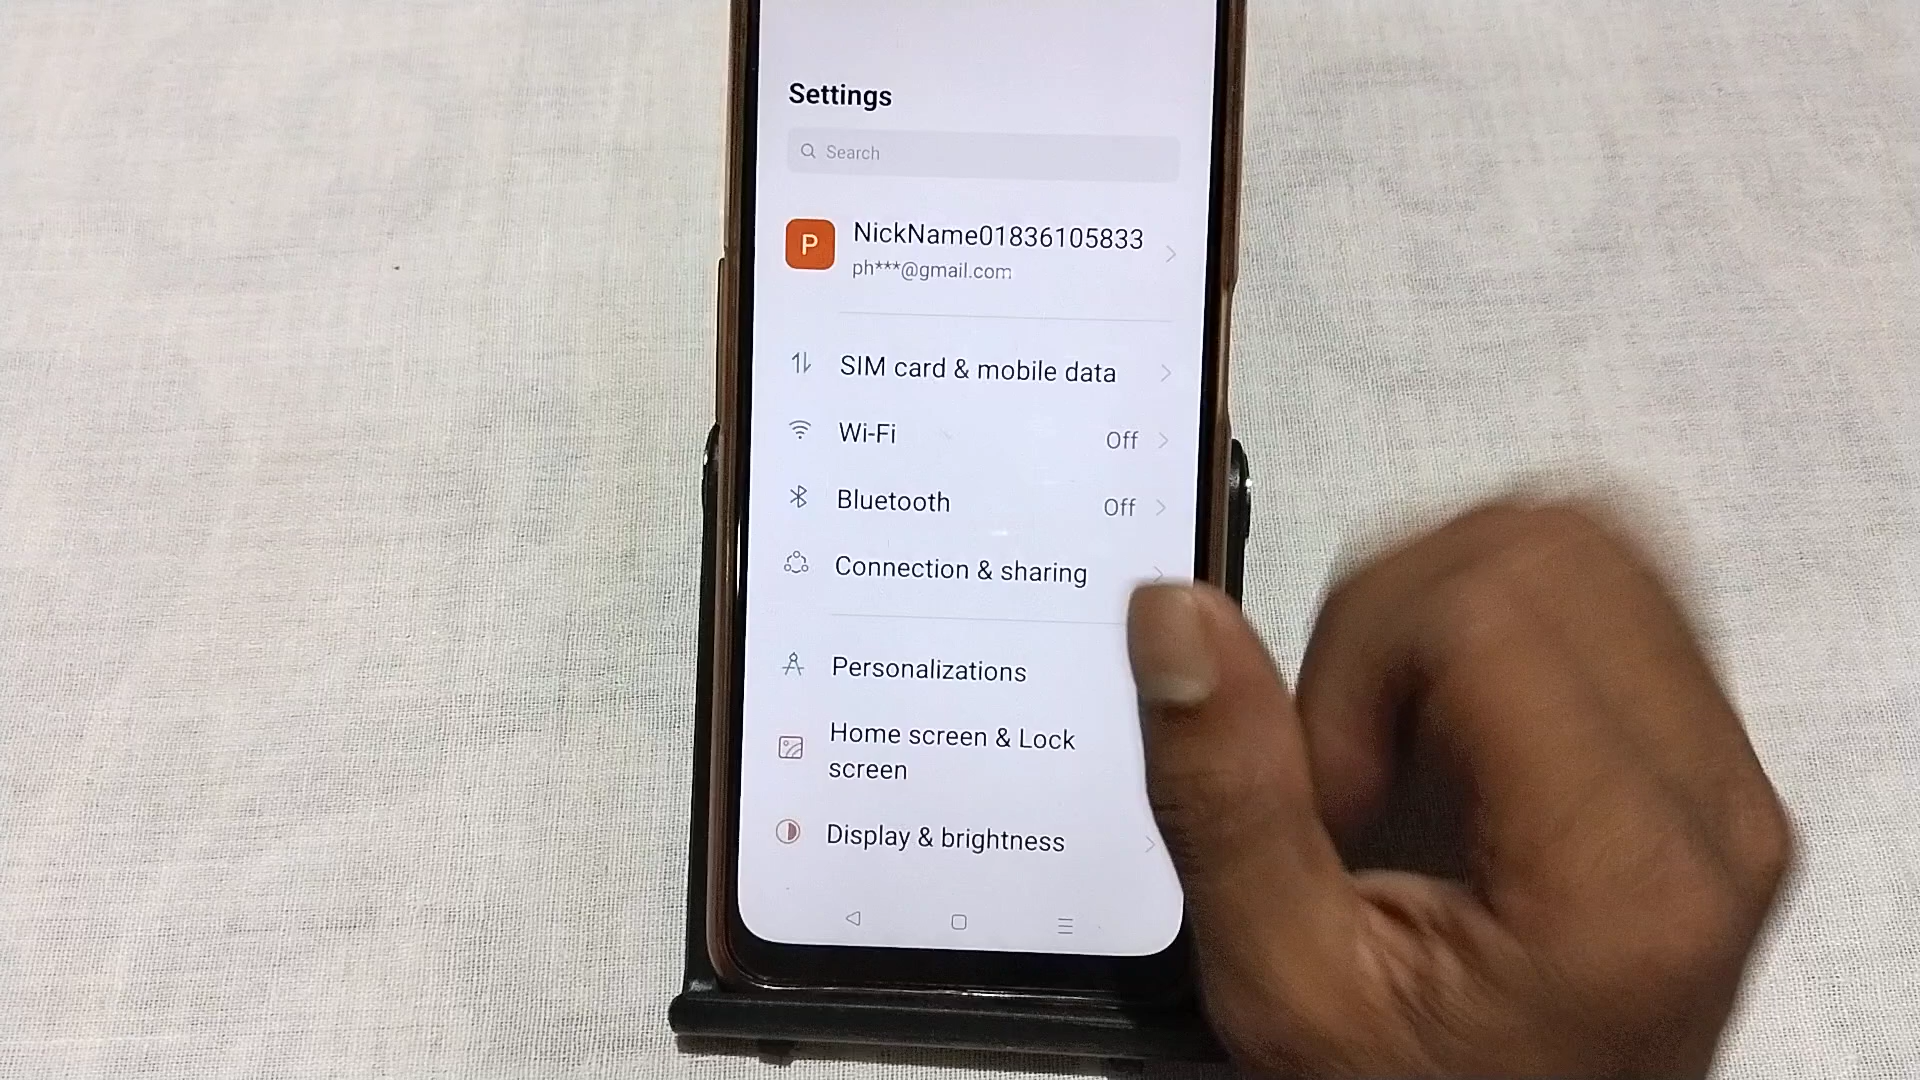 Settings
Search
P
NickName01836105833
ph***@gmail.com
SIM card & mobile data
Wi-Fi Off
Bluetooth Off
Connection & sharing
Personalizations
Home screen & Lock
screen
Display & brightness